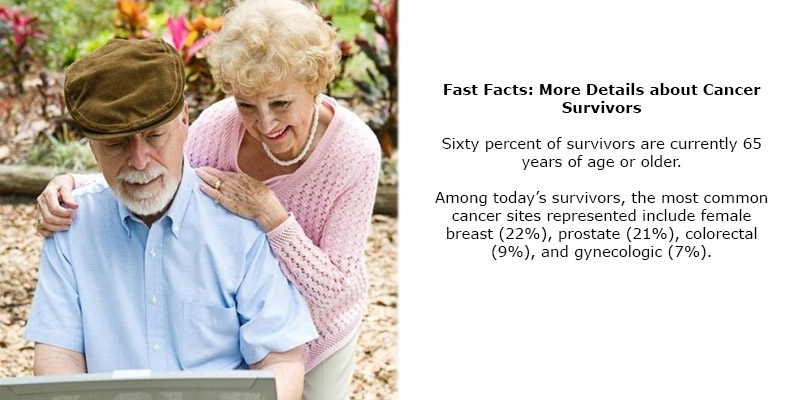 Fast Facts: More Details about Cancer
Survivors
Sixty percent of survivors are currently 65
years of age or older.
Among today’s survivors, the most common
cancer sites represented include female
breast (22%), prostate (21%), colorectal
(9%), and gynecologic (7%).